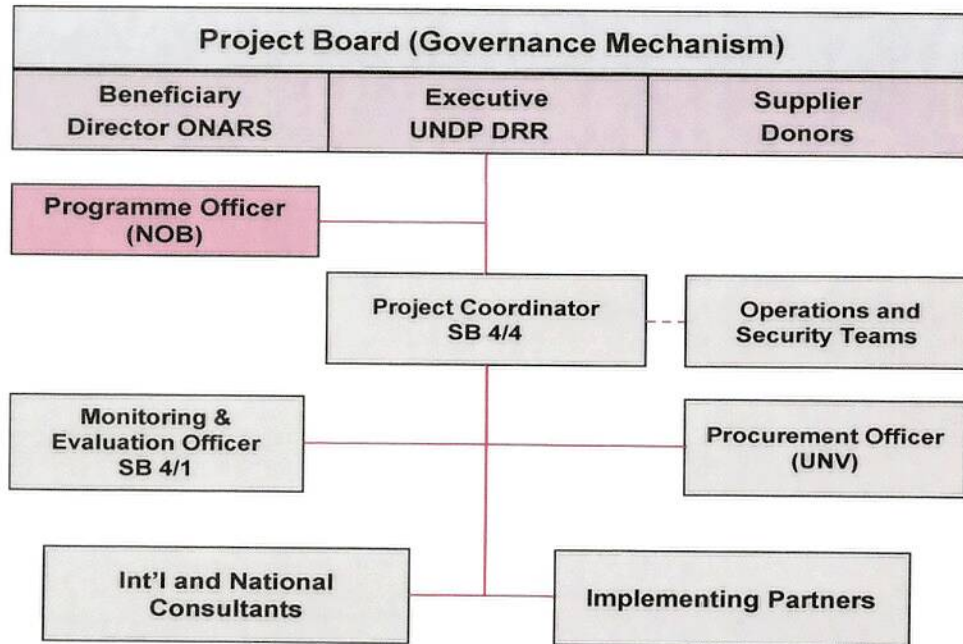 Project Board (Governance Mechanism)
Beneficiary
Director ONARS
Executive
UNDP DRR
Supplier
Donors
Programme Officer
(NOB)
Project Coordinator
SB 4/4
Operations and
Security Teams
Monitoring &
Evaluation Officer
SB 4/1
Procurement Officer
(UNV)
Int'l and National
Consultants
Implementing Partners